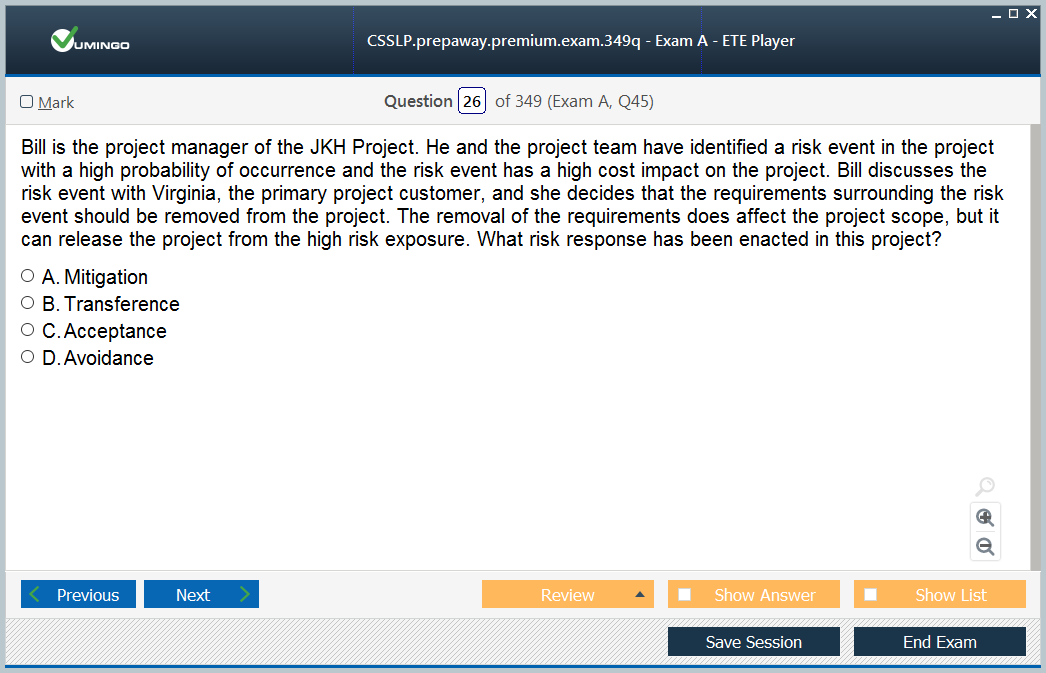 VUMINGO
CSSLP.prepaway.premium.exam.349q - Exam A - ETE Player
Mark
Question 26 of 349 (Exam A, Q45)
Bill is the project manager of the JKH Project. He and the project team have identified a risk event in the project
with a high probability of occurrence and the risk event has a high cost impact on the project. Bill discusses the
risk event with Virginia, the primary project customer, and she decides that the requirements surrounding the risk
event should be removed from the project. The removal of the requirements does affect the project scope, but it
can release the project from the high risk exposure. What risk response has been enacted in this project?
A. Mitigation
B. Transference
C. Acceptance
D. Avoidance
Previous Next Review Show Answer Show List
Save Session End Exam